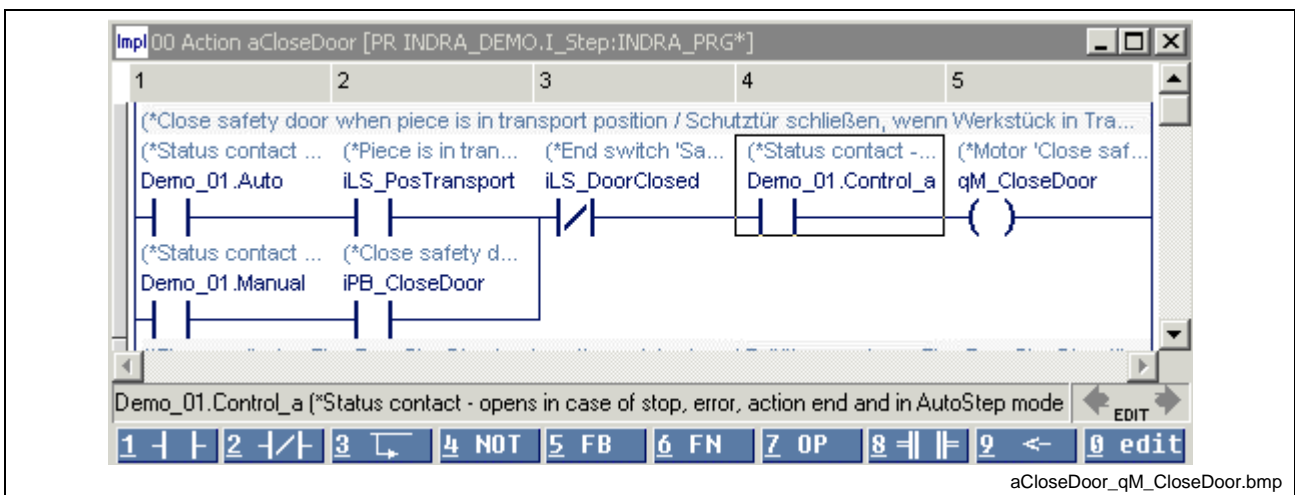 Impl 00 Action aCloseDoor [PR INDRA_DEMO.I_Step:INDRA_PRG*]
1 2 3 4 5
(*Close safety door when piece is in transport position / Schutztür schließen, wenn Werkstück in Tra...
(*Status contact ... (*Piece is in tran... (*End switch 'Sa... (*Status contact -... (*Motor 'Close saf...
Demo_01.Auto iLS_PosTransport iLS_DoorClosed Demo_01.Control_a qM_CloseDoor
(*Status contact ... (*Close safety d...
Demo_01.Manual iPB_CloseDoor
Demo_01.Control_a (*Status contact - opens in case of stop, error, action end and in AutoStep mode EDIT
1 2 3 4 NOT 5 FB 6 FN 7 OP 8 9 <- 0 edit
aCloseDoor_qM_CloseDoor.bmp